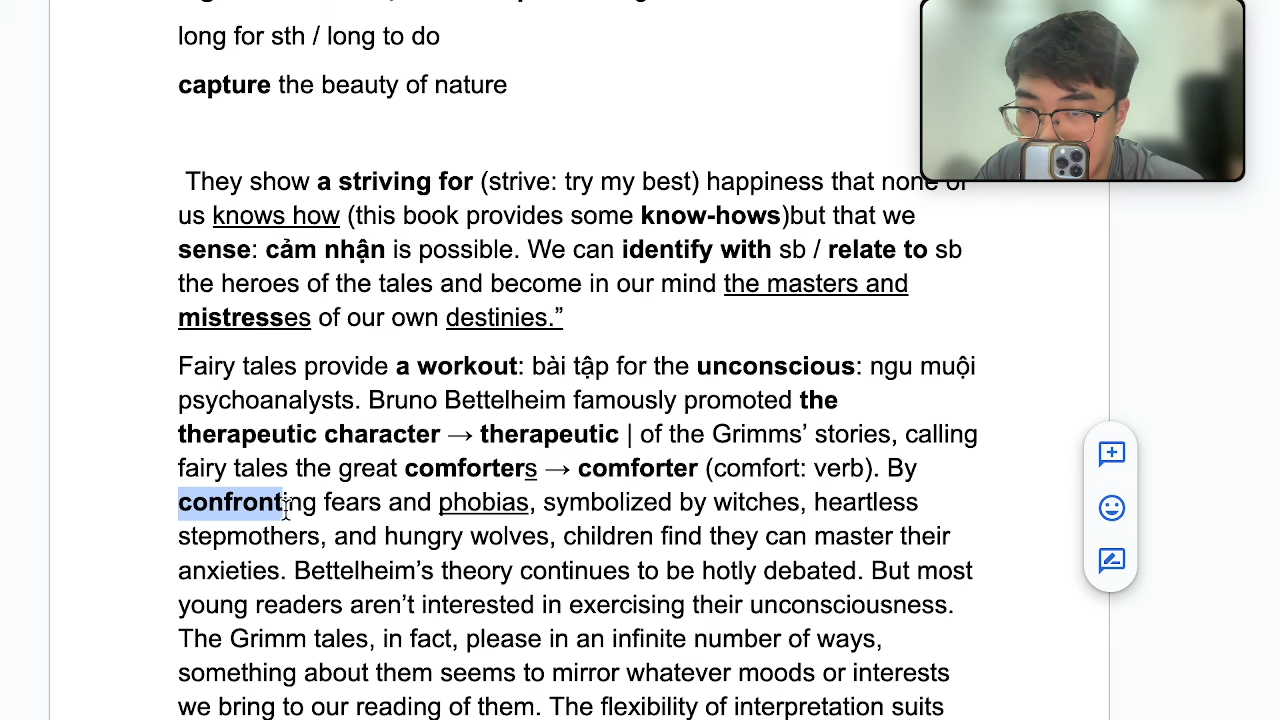 long for sth / long to do
capture the beauty of nature
They show a striving for (strive: try my best) happiness that none of
us knows how (this book provides some know-hows)but that we
sense: cảm nhận is possible. We can identify with sb / relate to sb
the heroes of the tales and become in our mind the masters and
mistresses of our own destinies.”
Fairy tales provide a workout: bài tập for the unconscious: ngu muội
psychoanalysts. Bruno Bettelheim famously promoted the
therapeutic character → therapeutic | of the Grimms’ stories, calling
fairy tales the great comforters → comforter (comfort: verb). By
confronting fears and phobias, symbolized by witches, heartless
stepmothers, and hungry wolves, children find they can master their
anxieties. Bettelheim’s theory continues to be hotly debated. But most
young readers aren’t interested in exercising their unconsciousness.
The Grimm tales, in fact, please in an infinite number of ways,
something about them seems to mirror whatever moods or interests
we bring to our reading of them. The flexibility of interpretation suits